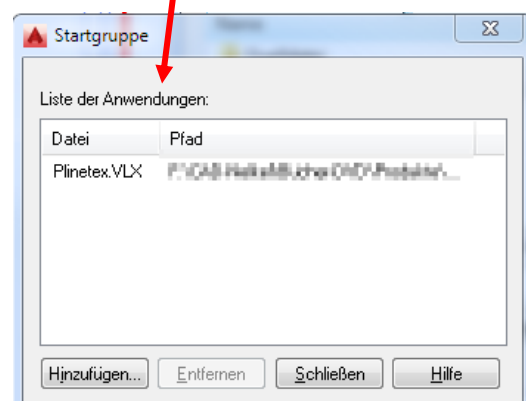 Startgruppe
Liste der Anwendungen:
Datei Pfad
Plinetex.VLX
Hinzufügen... Entfernen Schließen Hilfe